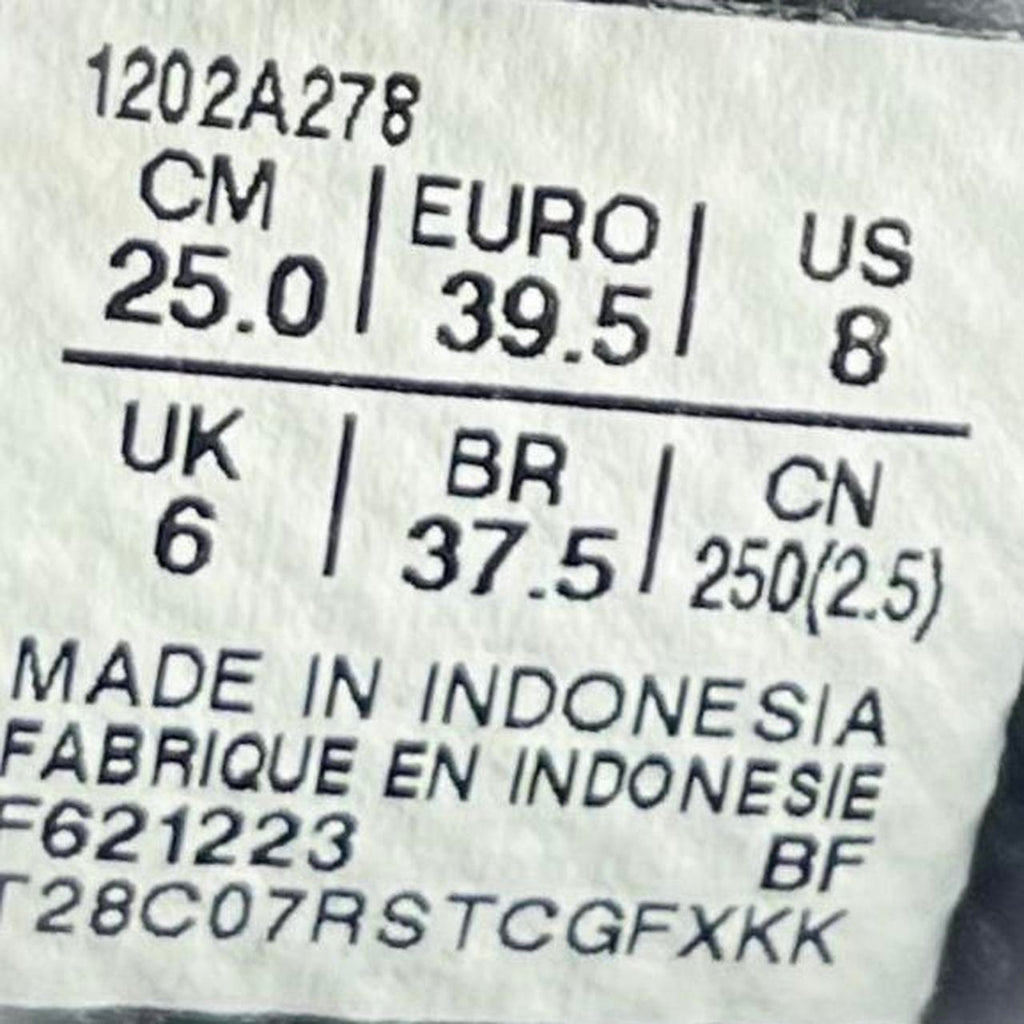 1202A278
CM | EURO | US
25.0 | 39.5 | 8
UK | BR | CN
6 | 37.5 | 250(2.5)
MADE IN INDONESIA
FABRIQUE EN INDONESIE
F621223 BF
T28C07RSTCGFXKK